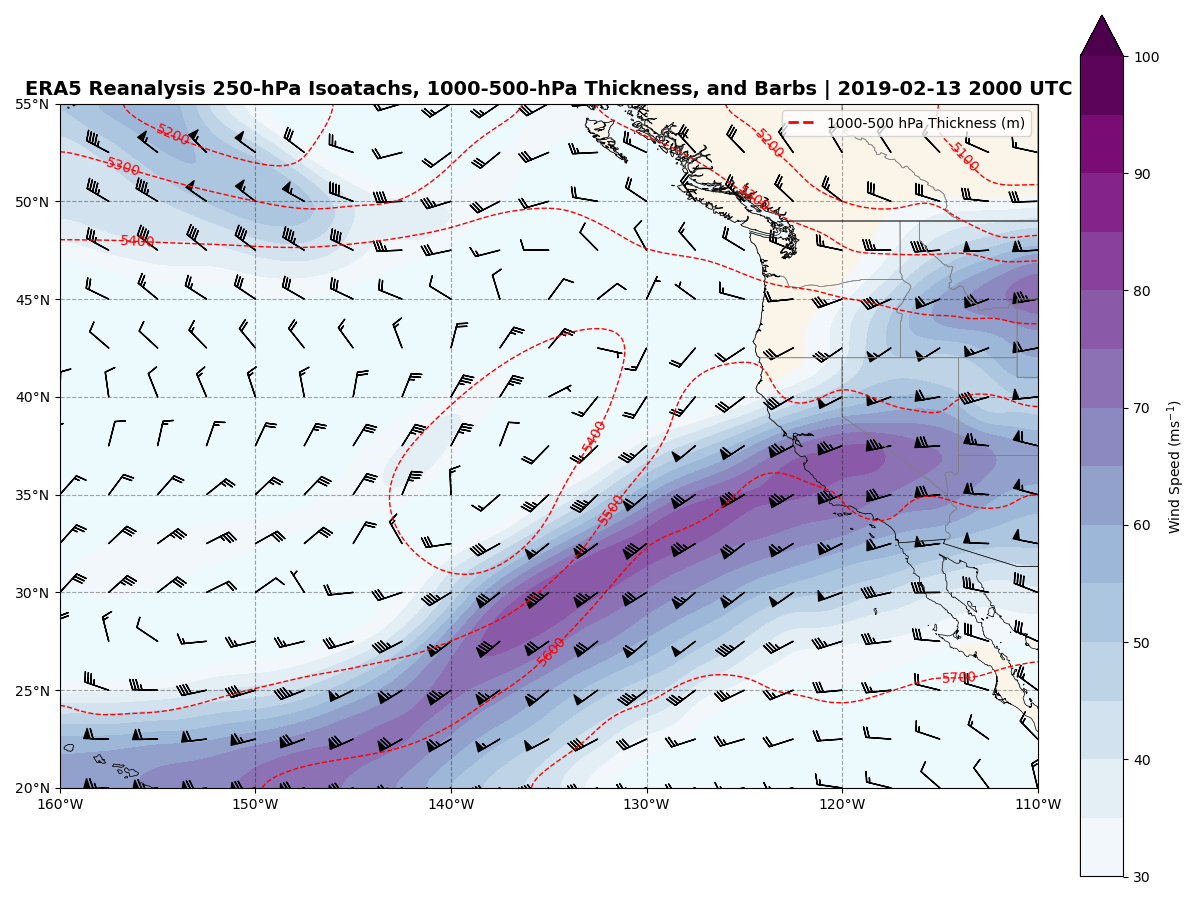 ERA5 Reanalysis 250-hPa Isoatachs, 1000-500-hPa Thickness, and Barbs | 2019-02-13 2000 UTC
1000-500 hPa Thickness (m)
55°N
50°N
45°N
40°N
35°N
30°N
25°N
20°N
160°W
150°W
140°W
130°W
120°W
110°W
5200
5300
5400
5200
5100
5400
5500
5600
5700
100
90
80
70
60
50
40
30
Wind Speed (ms⁻¹)